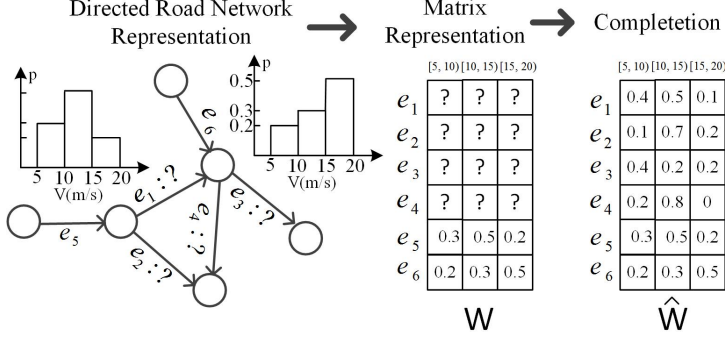 Directed Road Network
Representation
Matrix
Representation
Completetion
p
5 10 15 20
V(m/s)
p
0.5
0.3
0.2
5 10 15 20
V(m/s)
e6
e1:?
e3:?
e4:?
e5
e2:?
[5, 10) [10, 15) [15, 20)
e1 ? ? ?
e2 ? ? ?
e3 ? ? ?
e4 ? ? ?
e5 0.3 0.5 0.2
e6 0.2 0.3 0.5
W
[5, 10) [10, 15) [15, 20)
e1 0.4 0.5 0.1
e2 0.1 0.7 0.2
e3 0.4 0.2 0.2
e4 0.2 0.8 0
e5 0.3 0.5 0.2
e6 0.2 0.3 0.5
Ŵ